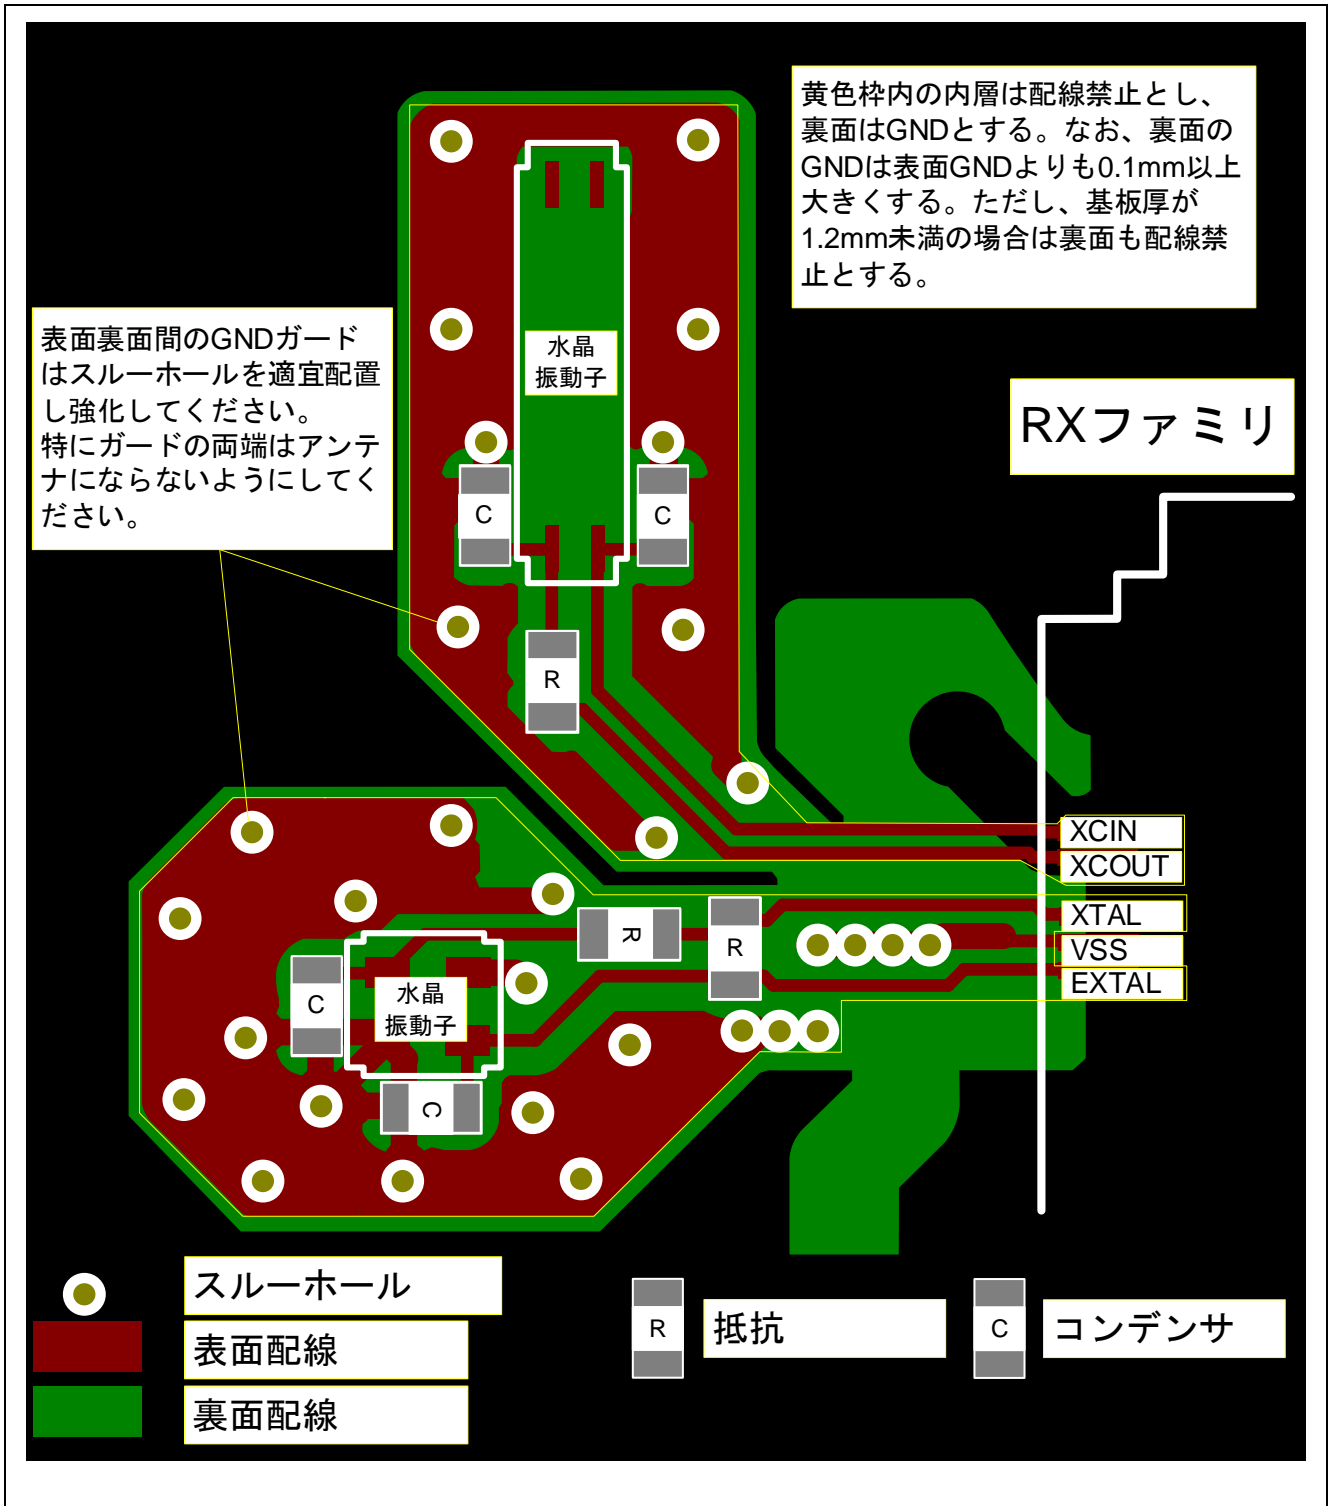 黄色枠内の内層は配線禁止とし、
裏面はGNDとする。なお、裏面の
GNDは表面GNDよりも0.1mm以上
大きくする。ただし、基板厚が
1.2mm未満の場合は裏面も配線禁
止とする。
表面裏面間のGNDガード
はスルーホールを適宜配置
し強化してください。
特にガードの両端はアンテ
ナにならないようにしてく
ださい。
水晶
振動子
RXファミリ
C
C
R
XCIN
XCOUT
XTAL
VSS
EXTAL
R
R
C
水晶
振動子
C
スルーホール
表面配線
裏面配線
R
抵抗
C
コンデンサ